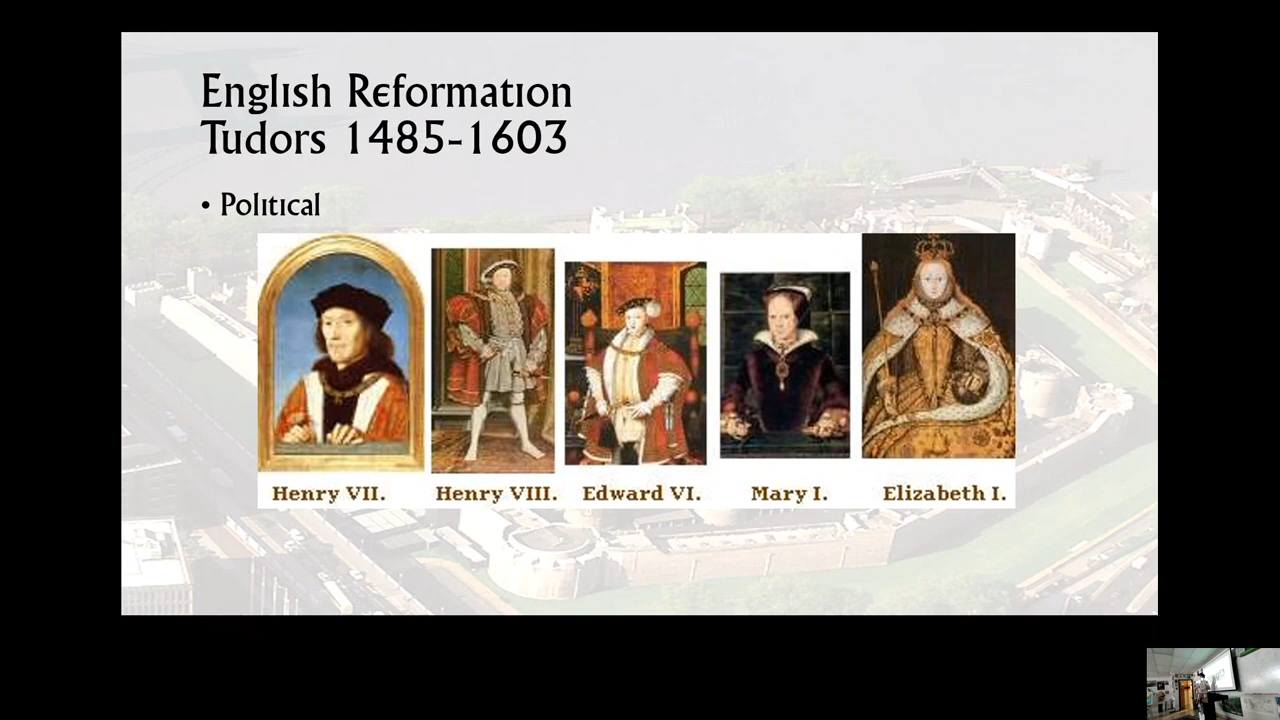 English Reformation
Tudors 1485-1603
• Political
Henry VII. Henry VIII. Edward VI. Mary I. Elizabeth I.